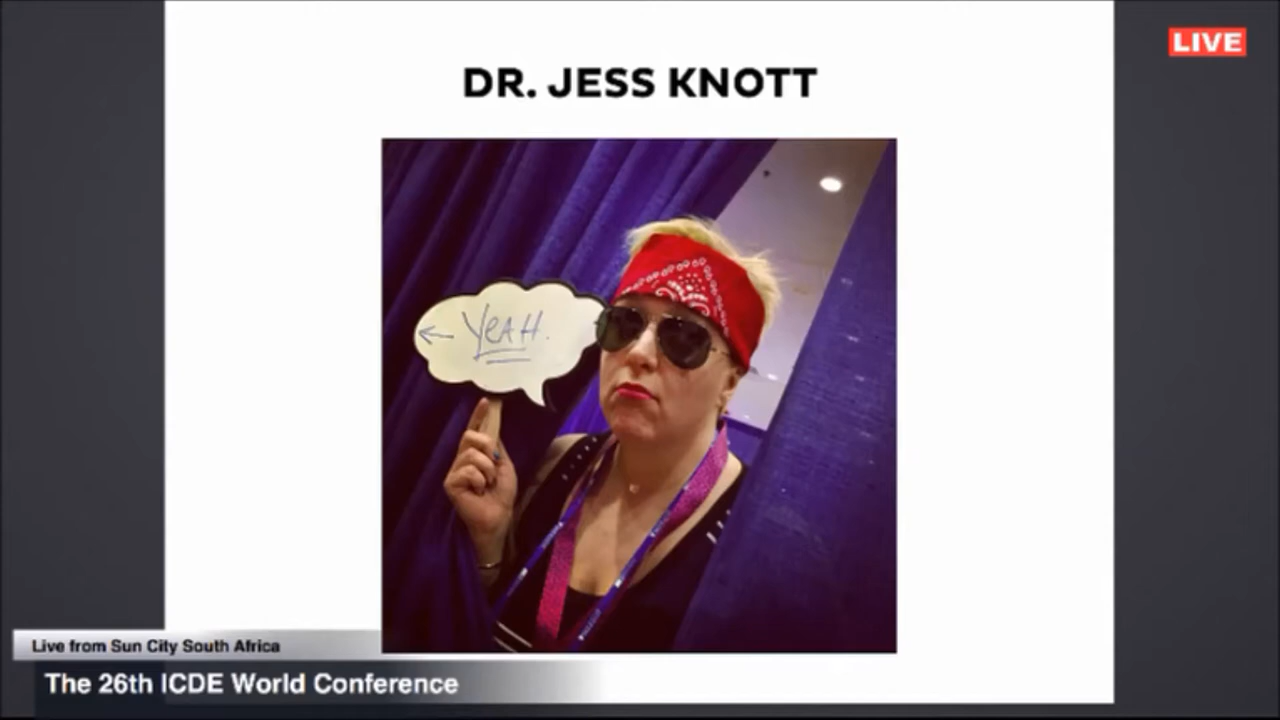 LIVE
DR. JESS KNOTT
← YeAH.
Live from Sun City South Africa
The 26th ICDE World Conference